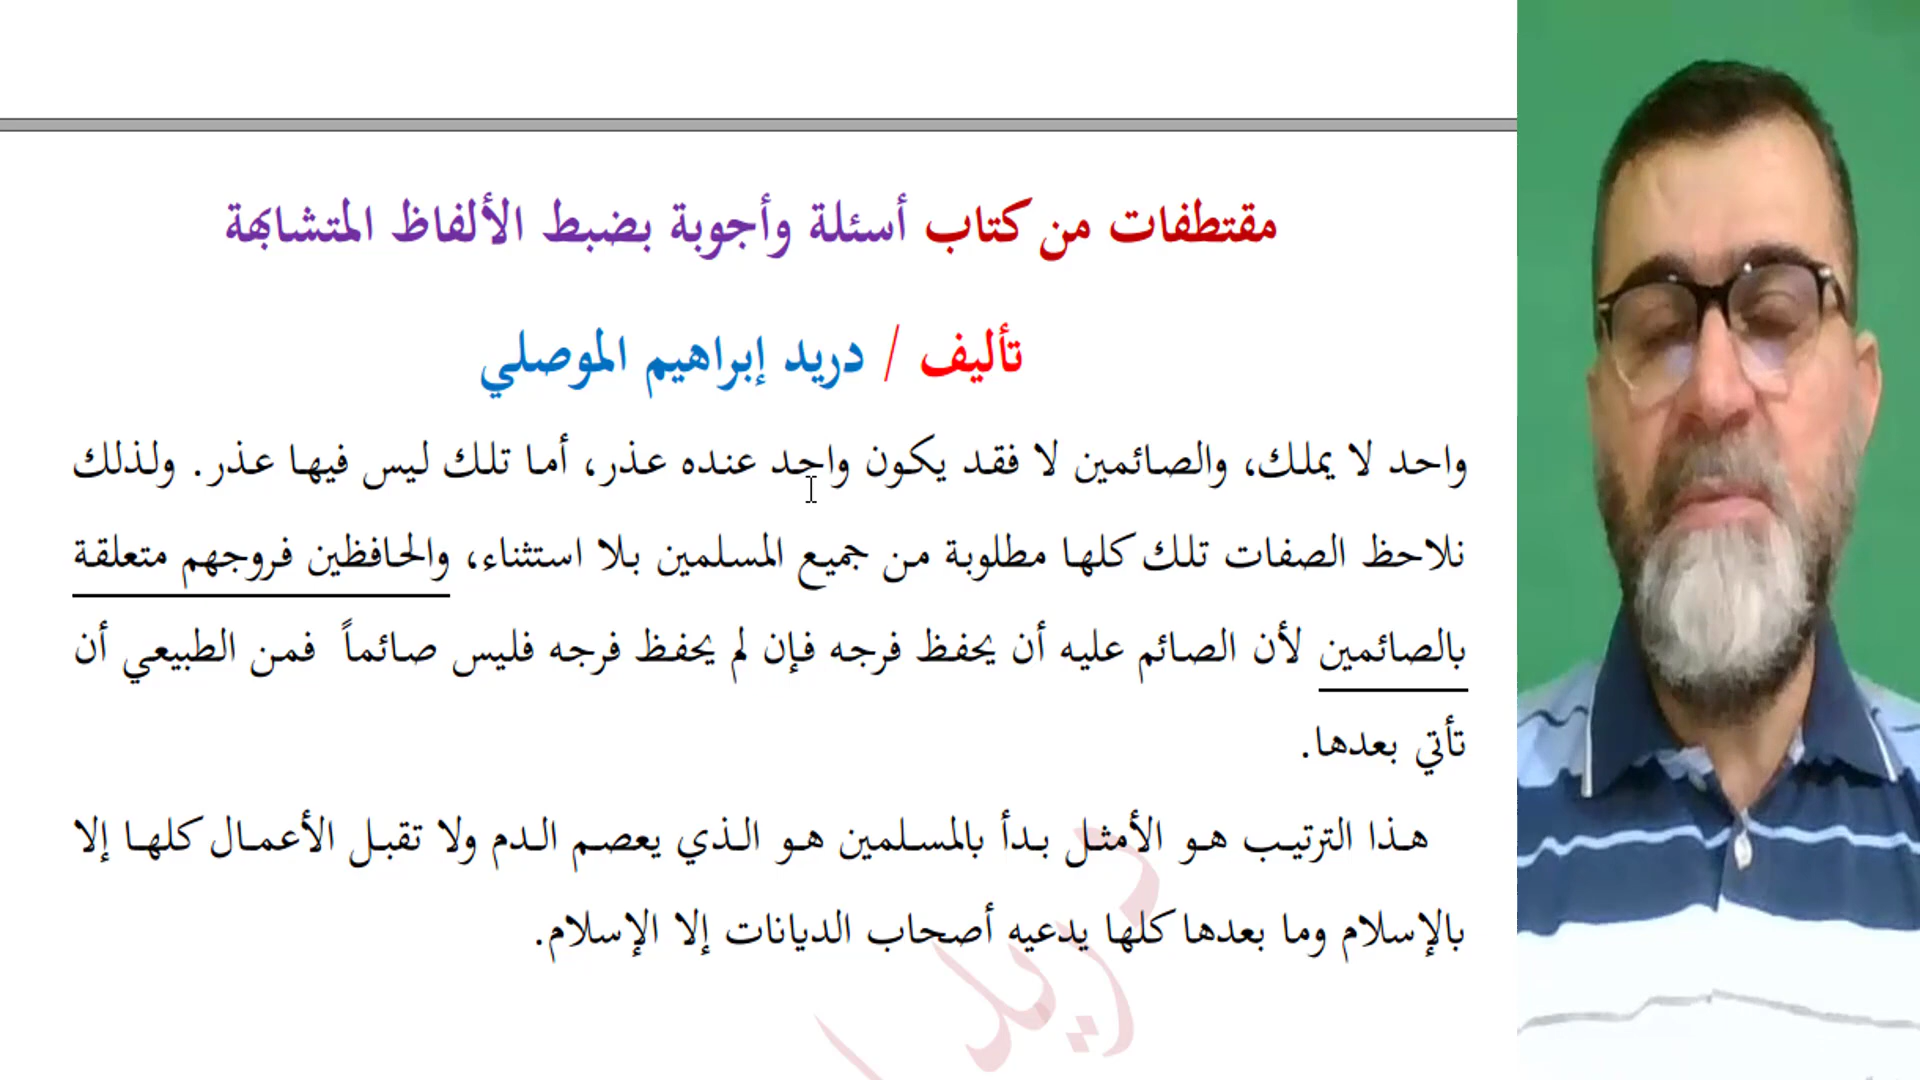 مقتطفات من كتاب أسئلة وأجوبة بضبط الألفاظ المتشابهة
تأليف / دريد إبراهيم الموصلي
واحد لا يملك، والصائمين لا فقد يكون واحد عنده عذر، أما تلك ليس فيها عذر. ولذلك
نلاحظ الصفات تلك كلها مطلوبة من جميع المسلمين بلا استثناء، والحافظين فروجهم متعلقة
بالصائمين لأن الصائم عليه أن يحفظ فرجه فإن لم يحفظ فرجه فليس صائماً فمن الطبيعي أن
تأتي بعدها.
هذا الترتيب هو الأمثل بدأ بالمسلمين هو الذي يعصم الدم ولا تقبل الأعمال كلها إلا
بالإسلام وما بعدها كلها يدعيه أصحاب الديانات إلا الإسلام.
دريد